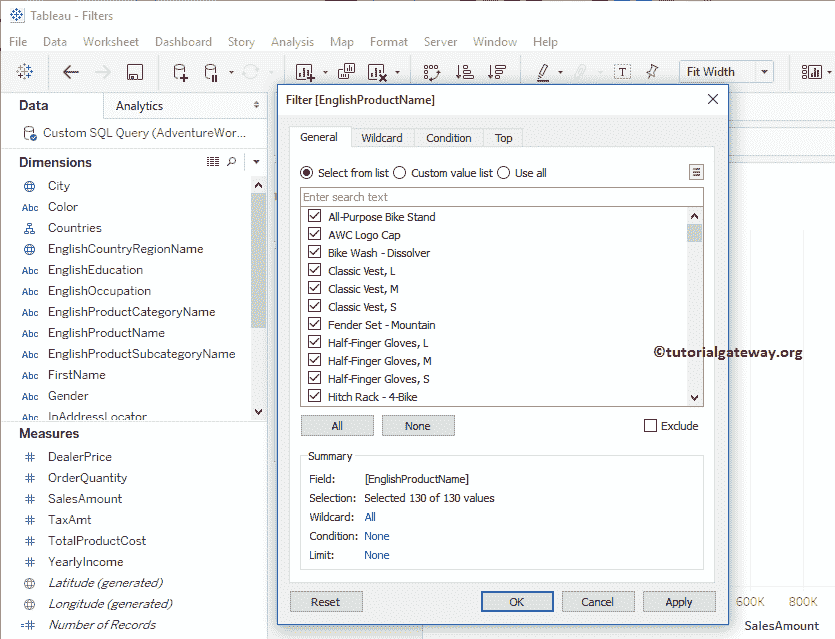 Tableau - Filters
File Data Worksheet Dashboard Story Analysis Map Format Server Window Help
T Fit Width
Data Analytics
Custom SQL Query (AdventureWor...
Dimensions
City
Abc Color
Countries
EnglishCountryRegionName
Abc EnglishEducation
Abc EnglishOccupation
Abc EnglishProductCategoryName
Abc EnglishProductName
Abc EnglishProductSubcategoryName
Abc FirstName
Abc Gender
Abc InAddressLocator
Measures
# DealerPrice
# OrderQuantity
# SalesAmount
# TaxAmt
# TotalProductCost
# YearlyIncome
Latitude (generated)
Longitude (generated)
=# Number of Records
Filter [EnglishProductName]
General Wildcard Condition Top
Select from list Custom value list Use all
Enter search text
All-Purpose Bike Stand
AWC Logo Cap
Bike Wash - Dissolver
Classic Vest, L
Classic Vest, M
Classic Vest, S
Fender Set - Mountain
Half-Finger Gloves, L
Half-Finger Gloves, M
Half-Finger Gloves, S
Hitch Rack - 4-Bike
All None Exclude
Summary
Field: [EnglishProductName]
Selection: Selected 130 of 130 values
Wildcard: All
Condition: None
Limit: None
Reset OK Cancel Apply
©tutorialgateway.org
600K 800K
SalesAmount